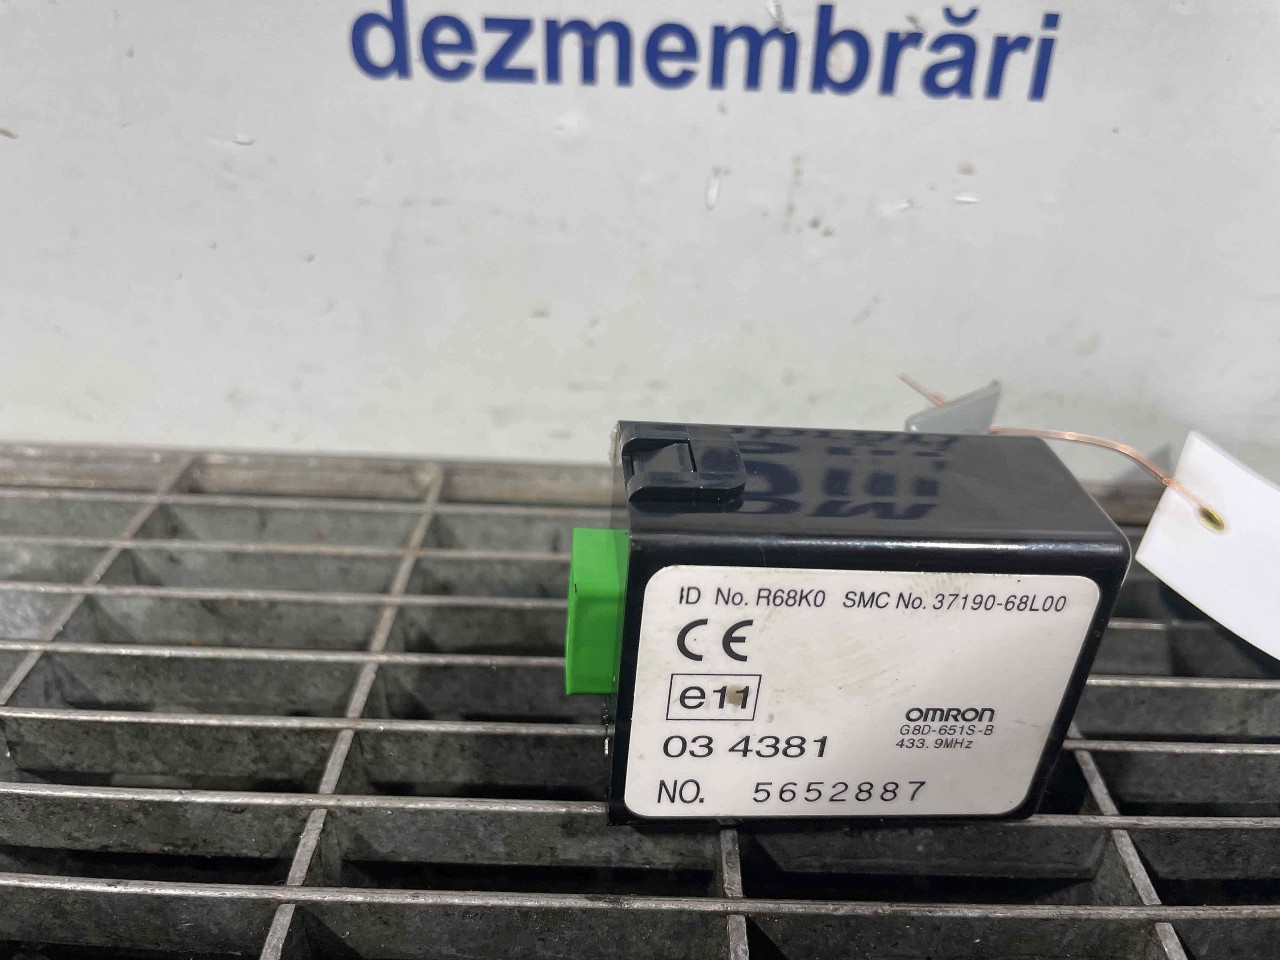 dezmembrări
ID No. R68K0 SMC No. 37190-68L00
CE
e11
OMRON
G8D-651S-B
03 4381
433.9MHz
NO. 5652887